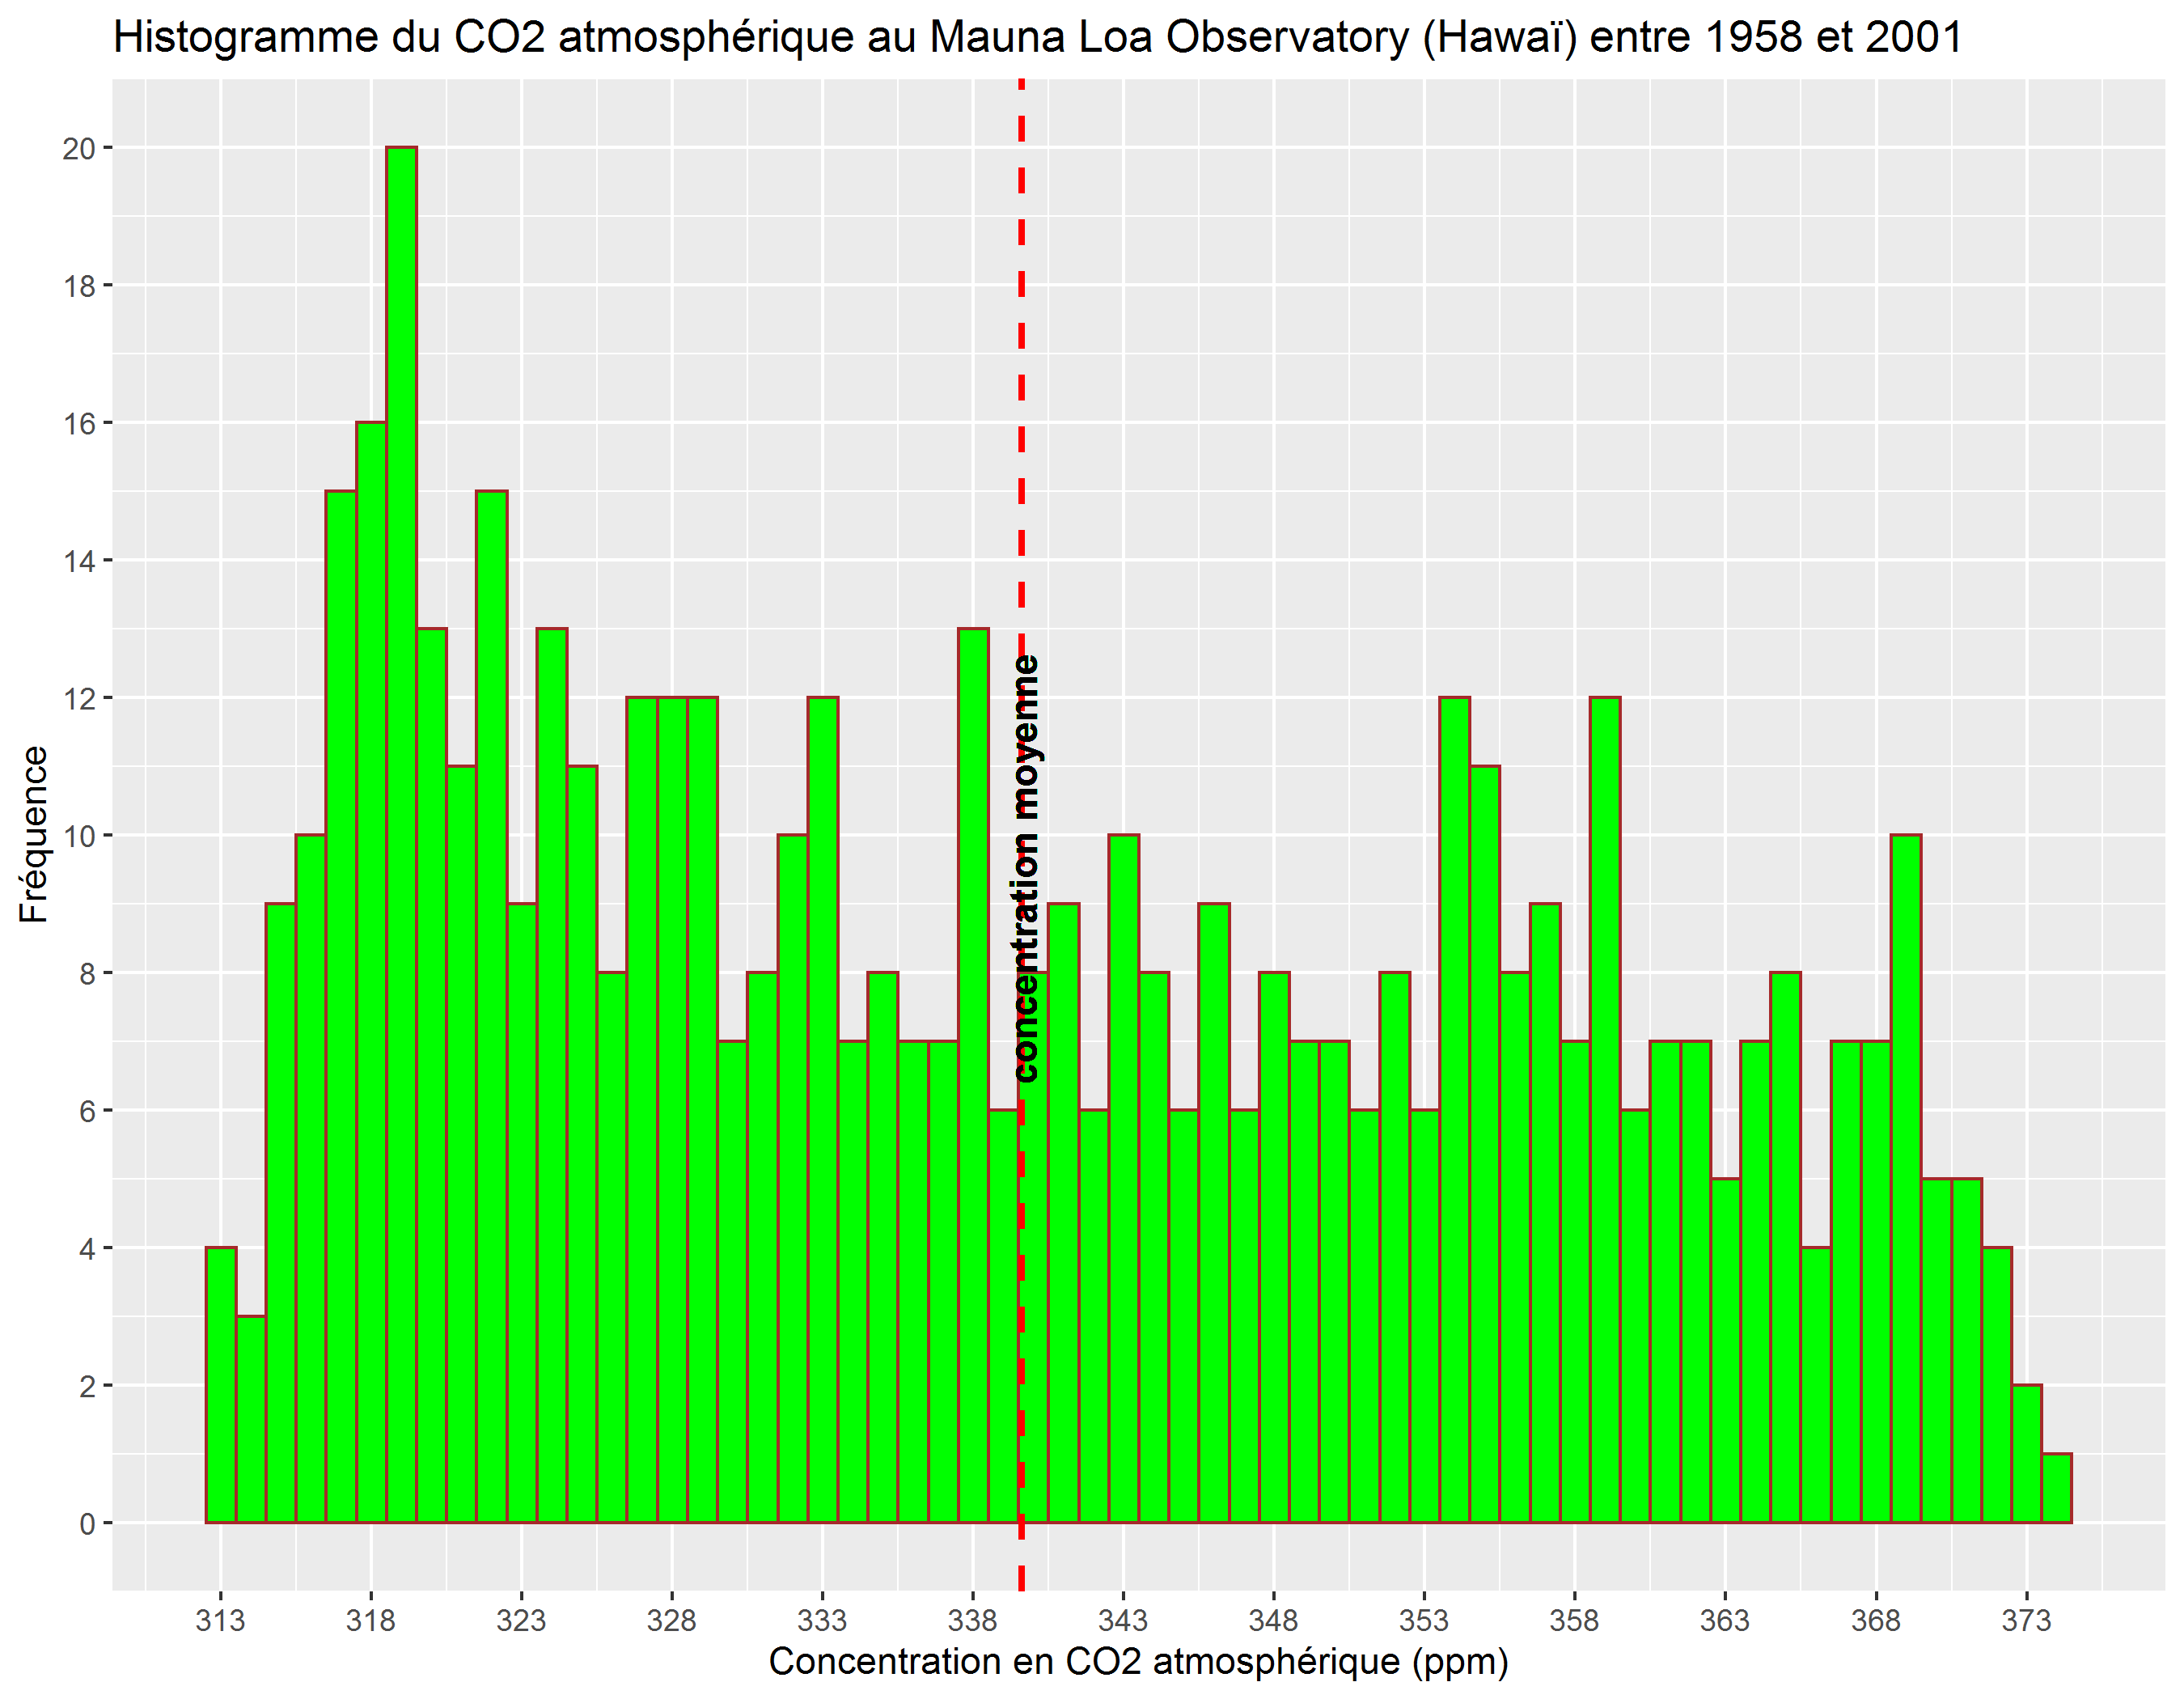 Histogramme du CO2 atmosphérique au Mauna Loa Observatory (Hawaï) entre 1958 et 2001
20
18
16
14
12
10
8
6
4
2
0
Fréquence
concentration moyenne
313 318 323 328 333 338 343 348 353 358 363 368 373
Concentration en CO2 atmosphérique (ppm)